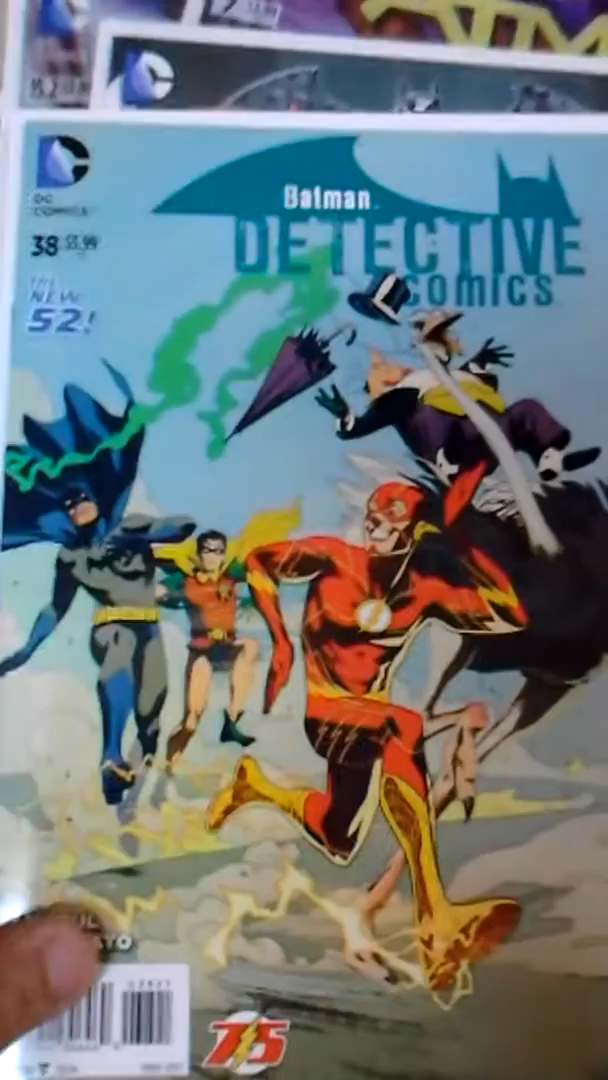 DC
COMICS
Batman
38 $3.99
DETECTIVE
COMICS
THE
NEW
52!
75